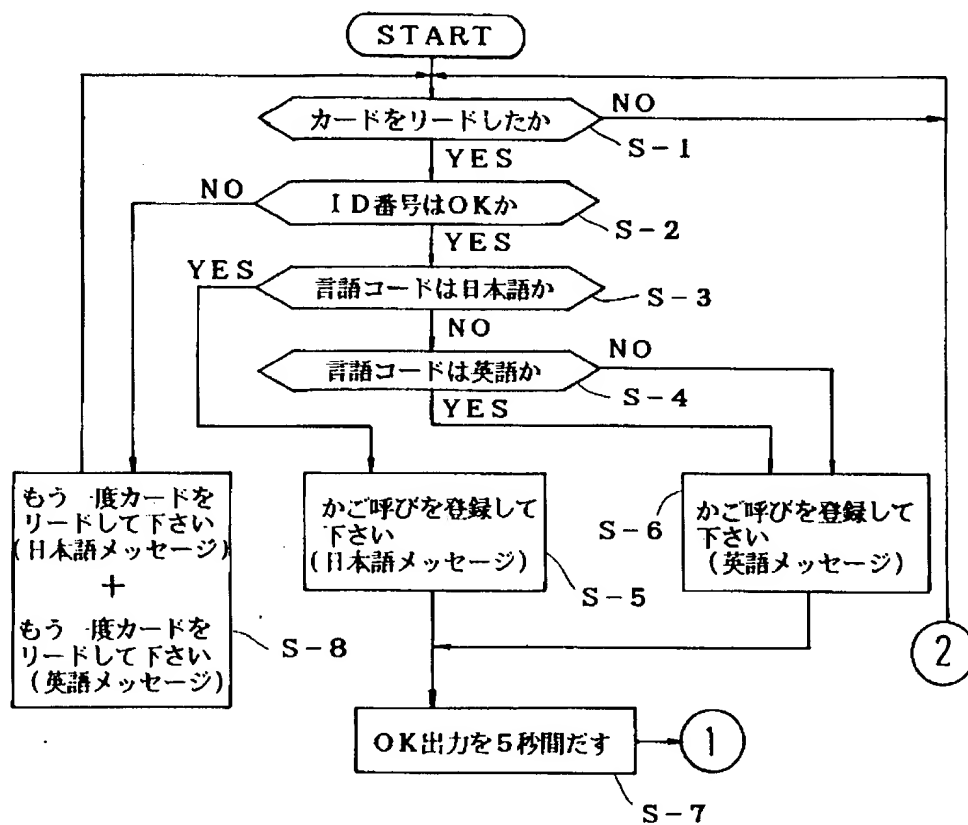 START
カードをリードしたか
NO
S-1
YES
NO
ID番号はOKか
S-2
YES
YES
言語コードは日本語か
S-3
NO
言語コードは英語か
NO
S-4
YES
もう一度カードを
リードして下さい
(日本語メッセージ)
+
もう一度カードを
リードして下さい
(英語メッセージ)
S-8
かご呼びを登録して
下さい
(日本語メッセージ)
S-5
S-6
かご呼びを登録して
下さい
(英語メッセージ)
2
OK出力を5秒間だす
1
S-7